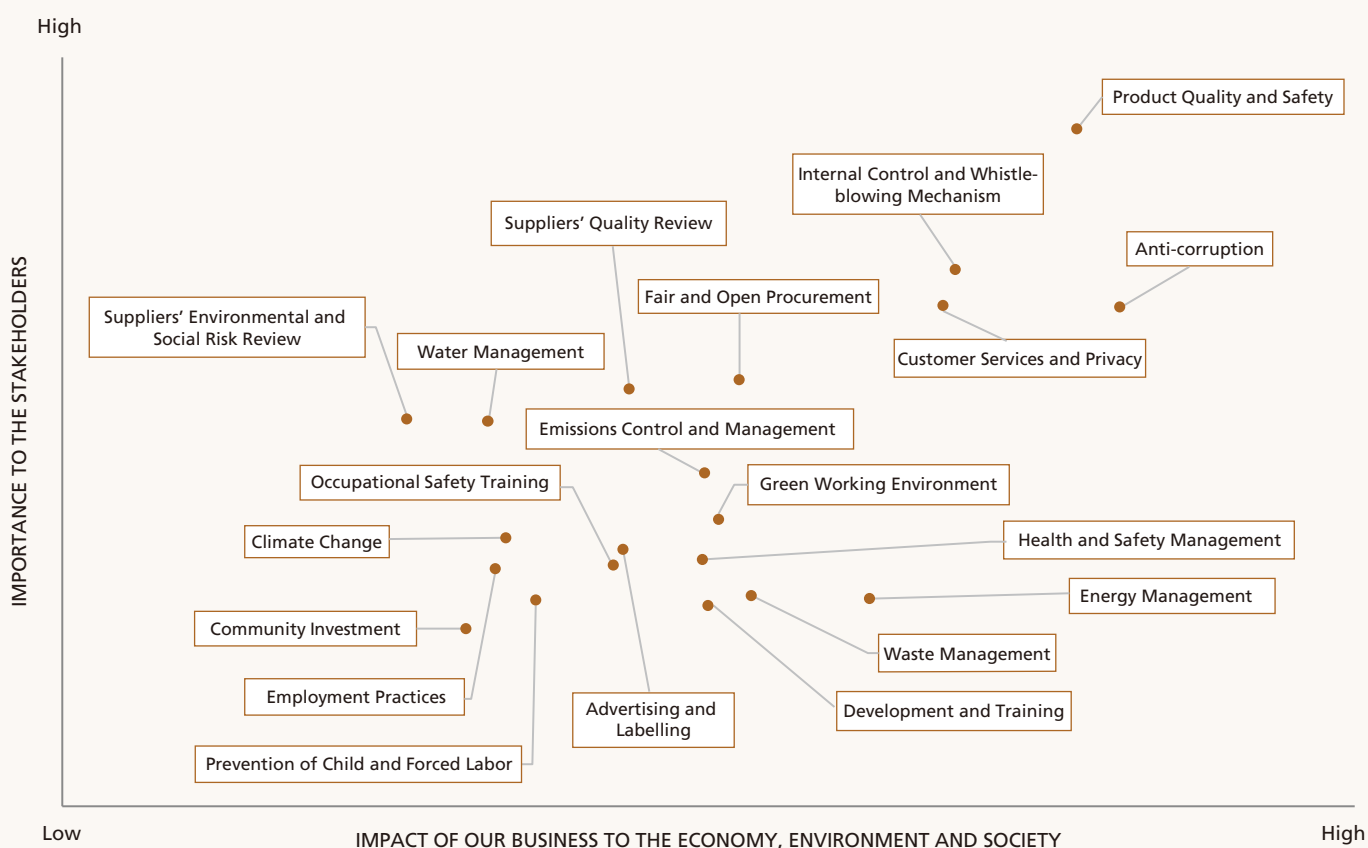 High
Product Quality and Safety
Internal Control and Whistle-
blowing Mechanism
Suppliers’ Quality Review
Anti-corruption
Fair and Open Procurement
Suppliers’ Environmental and
Social Risk Review
Water Management
Customer Services and Privacy
IMPORTANCE TO THE STAKEHOLDERS
Emissions Control and Management
Occupational Safety Training
Green Working Environment
Climate Change
Health and Safety Management
Energy Management
Community Investment
Waste Management
Employment Practices
Advertising and
Labelling
Development and Training
Prevention of Child and Forced Labor
Low
IMPACT OF OUR BUSINESS TO THE ECONOMY, ENVIRONMENT AND SOCIETY
High